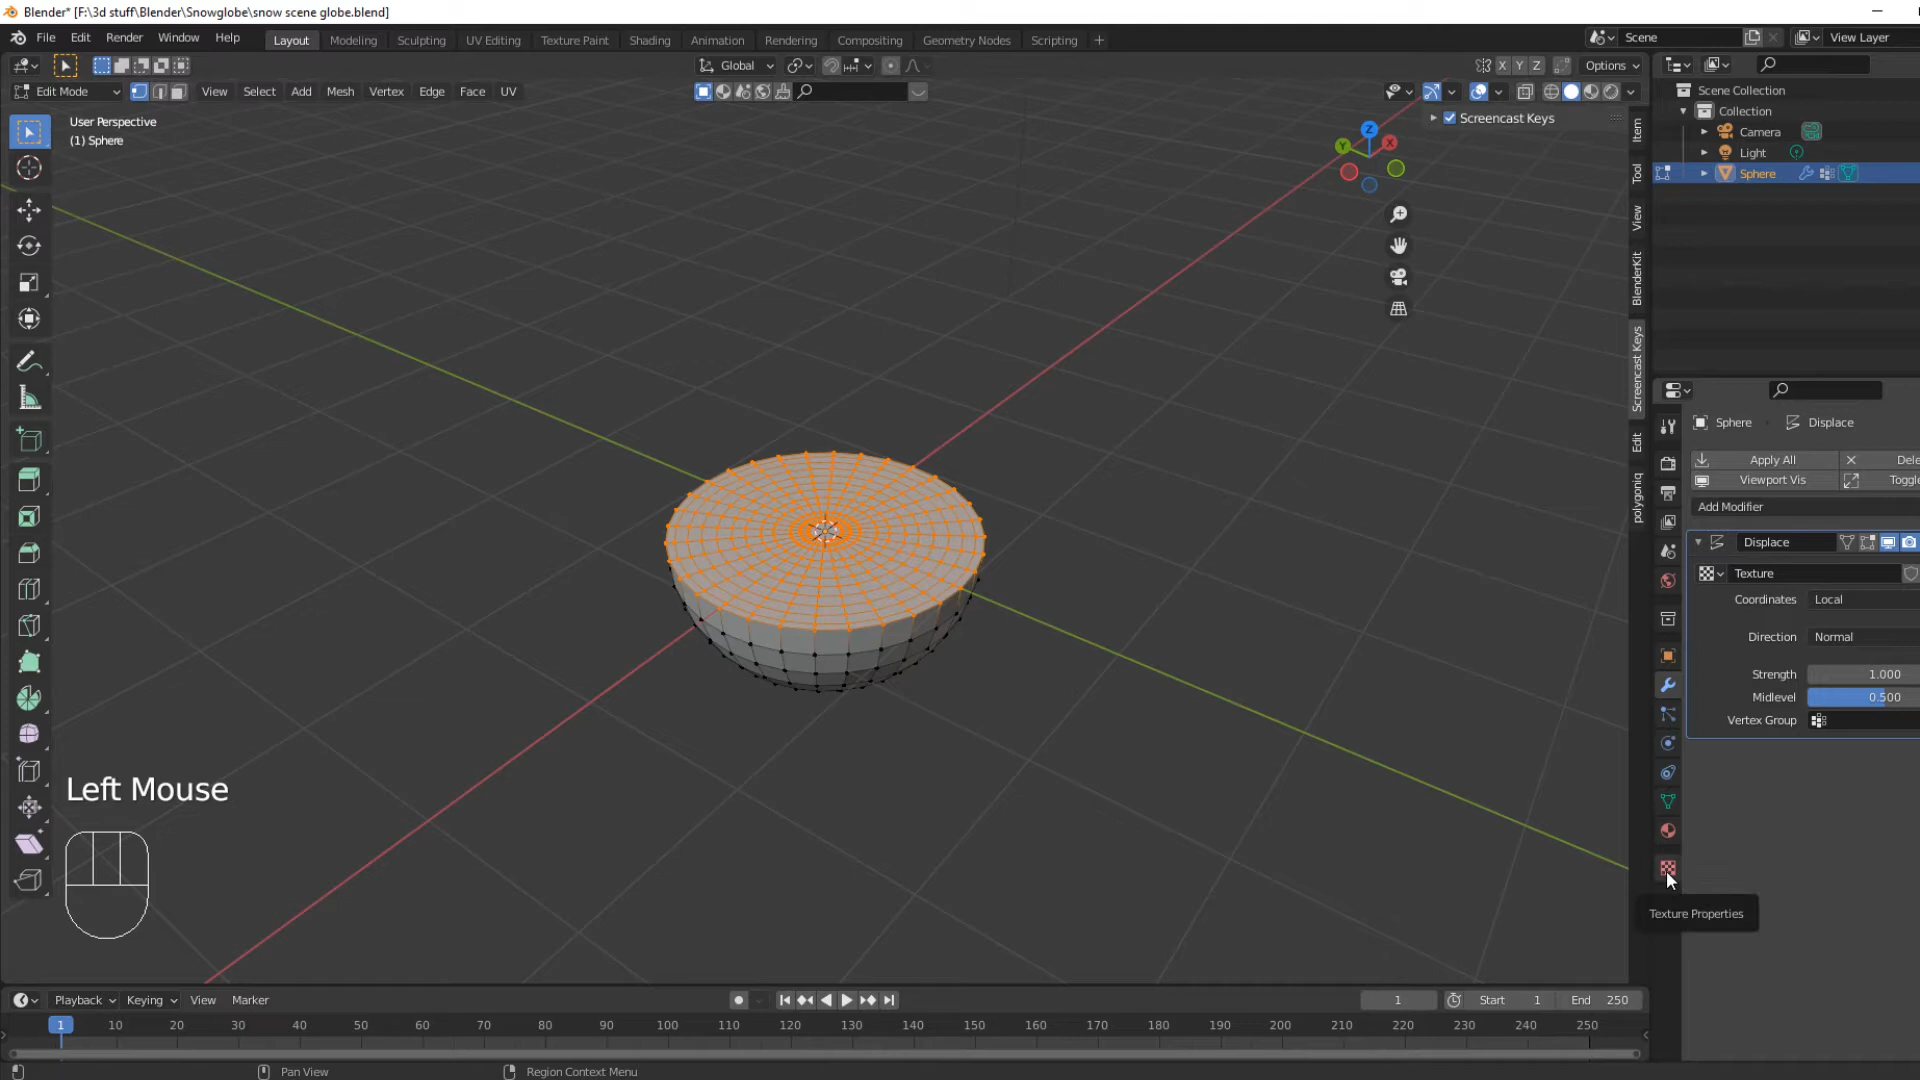 Blender* [F:\3d stuff\Blender\Snowglobe\snow scene globe.blend]
File Edit Render Window Help Layout Modeling Sculpting UV Editing Texture Paint Shading Animation Rendering Compositing Geometry Nodes Scripting + Scene View Layer
Global Options X Y Z
Edit Mode View Select Add Mesh Vertex Edge Face UV
User Perspective
(1) Sphere
Screencast Keys
Z
Y
X
Item
Tool
View
BlenderKit
Screencast Keys
Edit
polygoniq
Scene Collection
Collection
Camera
Light
Sphere
Sphere Displace
Apply All Dele
Viewport Vis Toggle
Add Modifier
Displace
Texture
Coordinates Local
Direction Normal
Strength 1.000
Midlevel 0.500
Vertex Group
Left Mouse
Texture Properties
Playback Keying View Marker 1 Start 1 End 250
1 10 20 30 40 50 60 70 80 90 100 110 120 130 140 150 160 170 180 190 200 210 220 230 240 250
Pan View Region Context Menu